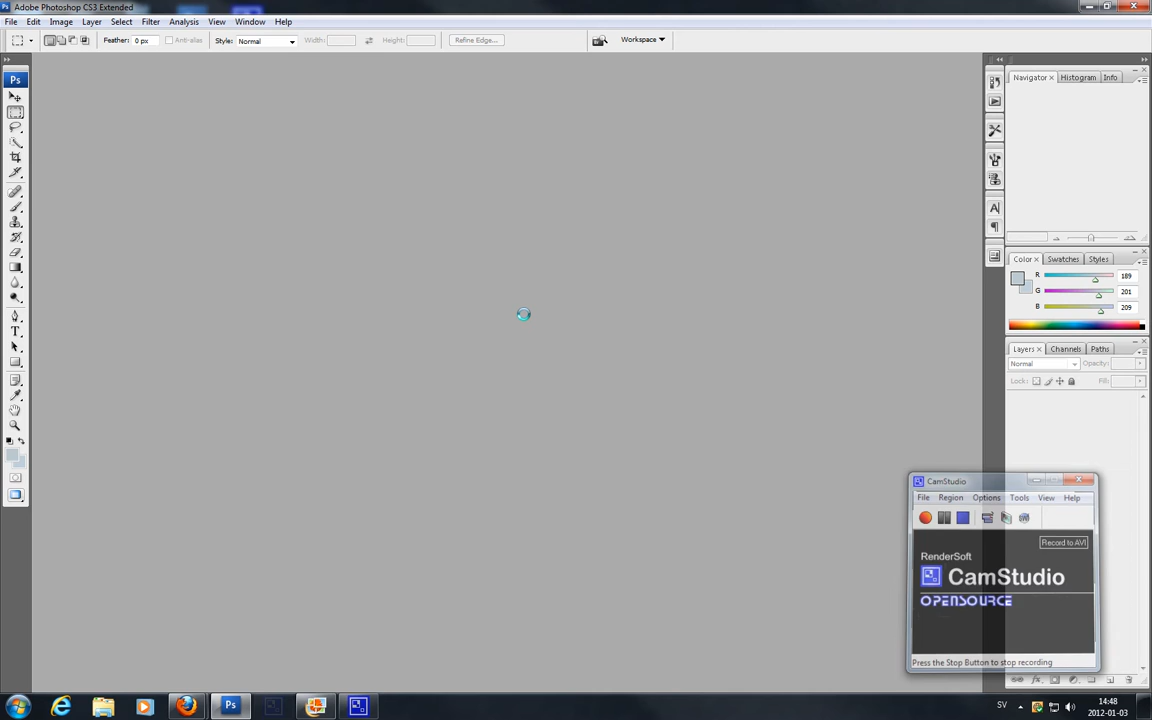 Adobe Photoshop CS3 Extended
File Edit Image Layer Select Filter Analysis View Window Help
Feather: 0 px Anti-alias Style: Normal Width: Height: Refine Edge... Workspace
Ps
Navigator Histogram Info
Color Swatches Styles
R 189
G 201
B 209
Layers Channels Paths
Normal Opacity:
Lock: Fill:
CamStudio
File Region Options Tools View Help
Record to AVI
RenderSoft
CamStudio
OPENSOURCE
Press the Stop Button to stop recording
Ps
SV
14:48
2012-01-03